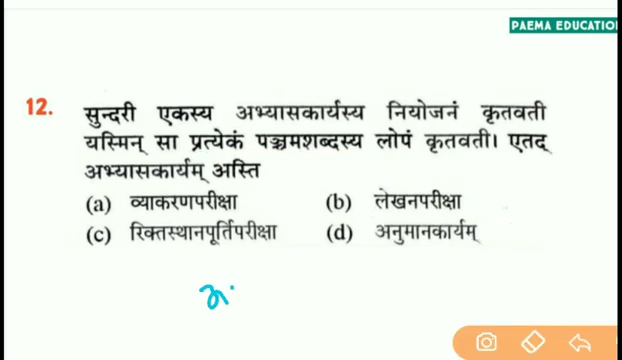 PAEMA EDUCATIO
12. सुन्दरी एकस्य अभ्यासकार्यस्य नियोजनं कृतवती
यस्मिन् सा प्रत्येकं पञ्चमशब्दस्य लोपं कृतवती। एतद्
अभ्यासकार्यम् अस्ति
(a) व्याकरणपरीक्षा (b) लेखनपरीक्षा
(c) रिक्तस्थानपूर्तिपरीक्षा (d) अनुमानकार्यम्